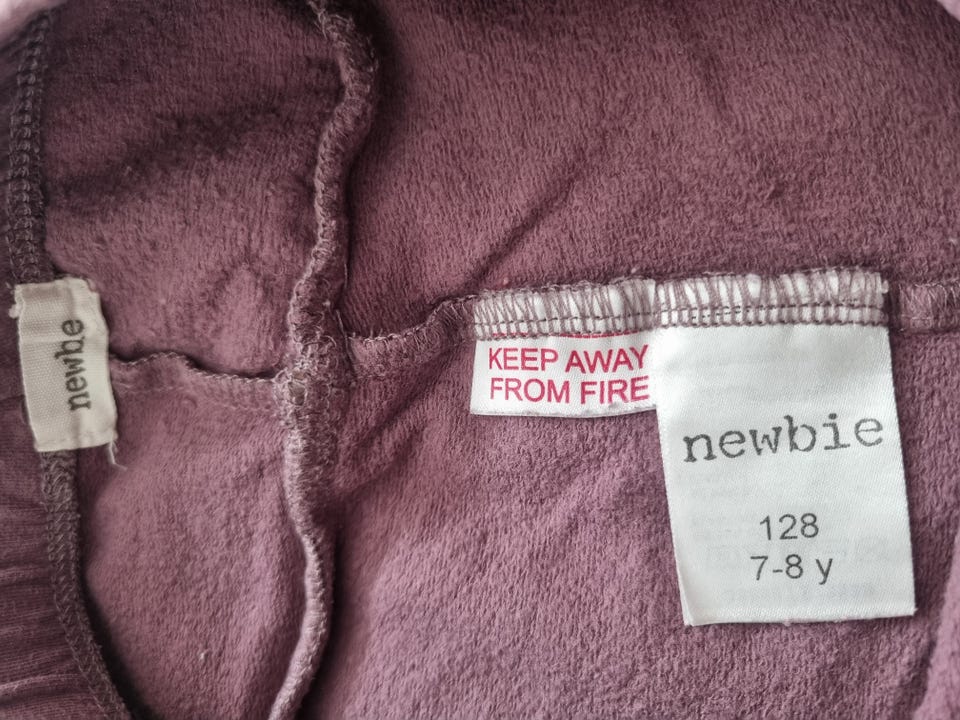 newbie
KEEP AWAY
FROM FIRE
newbie
128
7-8 y